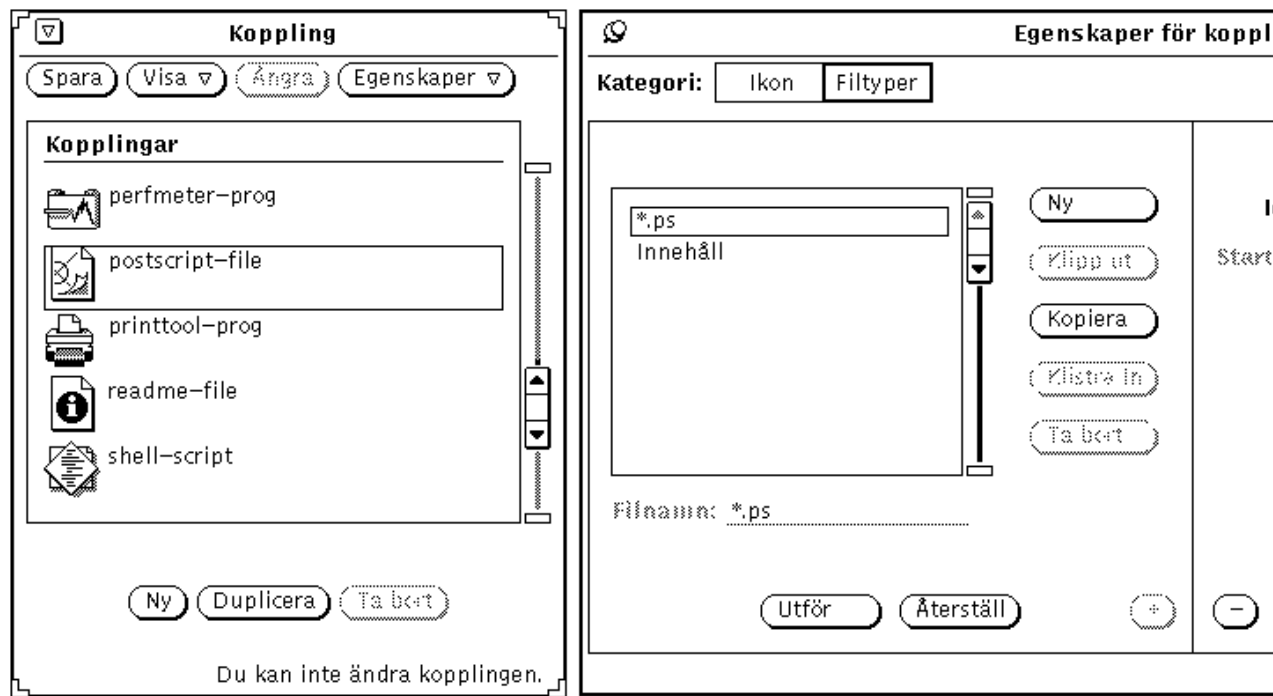 Koppling
Spara Visa Ångra Egenskaper
Kopplingar
perfmeter-prog
postscript-file
printtool-prog
readme-file
shell-script
Ny Duplicera Ta bort
Du kan inte ändra kopplingen.
Egenskaper för koppl
Kategori: Ikon Filtyper
*.ps
Innehåll
Ny
Klipp ut
Kopiera
Klistra in
Ta bort
Filnamn: *.ps
Utför Återställ + −
Start